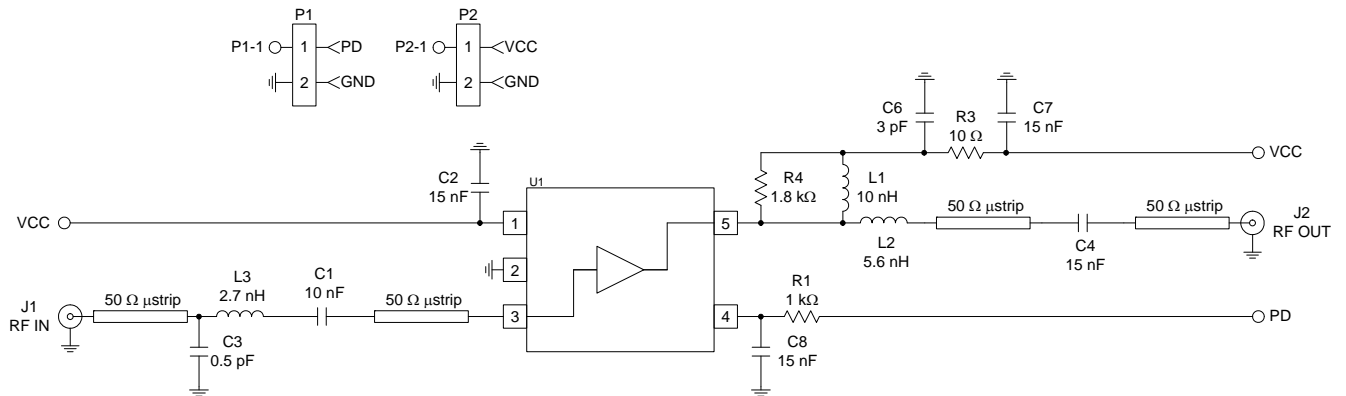 P1
P1-1
1
PD
2
GND
P2
P2-1
1
VCC
2
GND
C6
3 pF
R3
10 Ω
C7
15 nF
VCC
C2
15 nF
U1
R4
1.8 kΩ
L1
10 nH
VCC
1
5
L2
5.6 nH
50 Ω µstrip
C4
15 nF
50 Ω µstrip
J2
RF OUT
2
J1
RF IN
50 Ω µstrip
L3
2.7 nH
C1
10 nF
50 Ω µstrip
3
4
R1
1 kΩ
PD
C3
0.5 pF
C8
15 nF